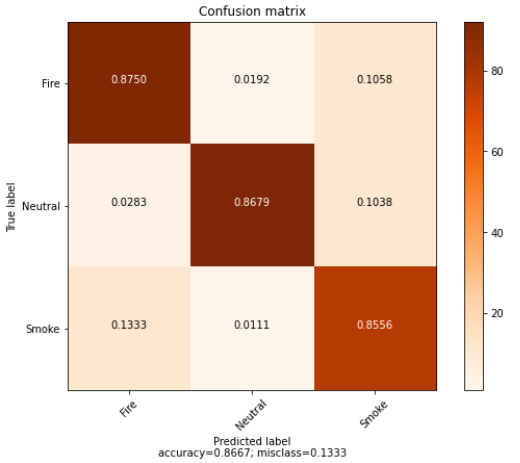 Confusion matrix
Fire
0.8750
0.0192
0.1058
Neutral
0.0283
0.8679
0.1038
Smoke
0.1333
0.0111
0.8556
True label
Fire
Neutral
Smoke
Predicted label
accuracy=0.8667; misclass=0.1333
80
60
40
20